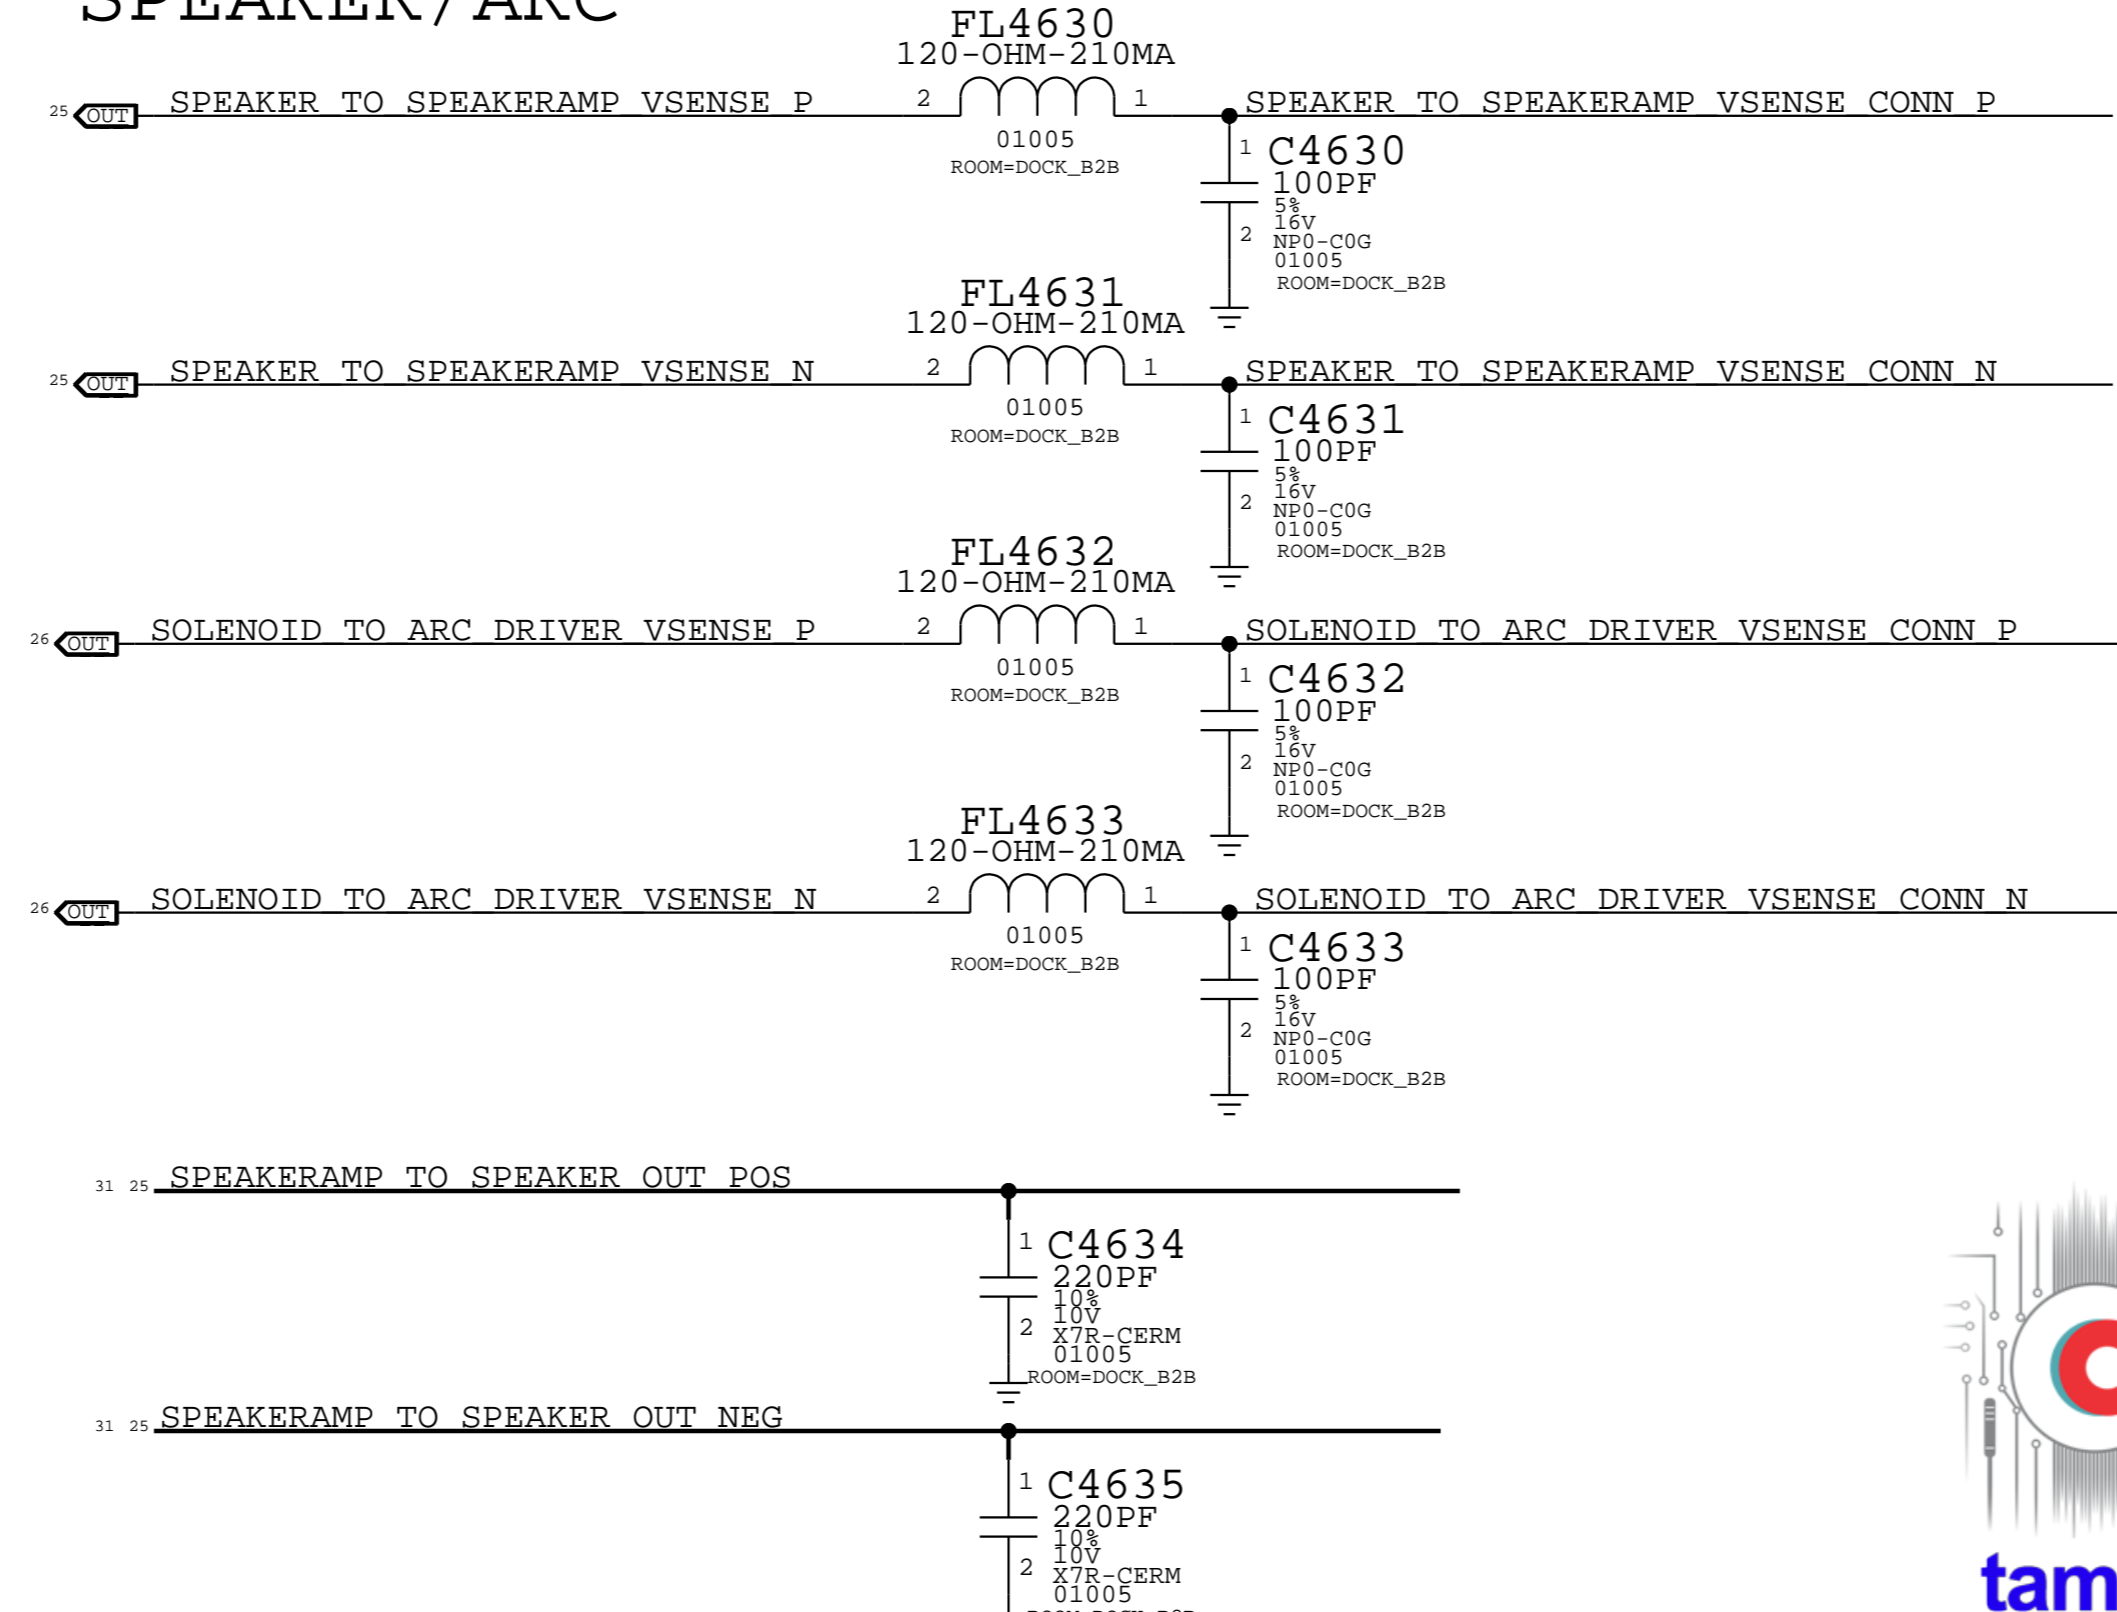 SPEAKER/ARC
FL4630
120-OHM-210MA
25 OUT SPEAKER_TO_SPEAKERAMP_VSENSE_P 2 1 SPEAKER_TO_SPEAKERAMP_VSENSE_CONN_P
01005
ROOM=DOCK_B2B
1 C4630
100PF
5%
16V
2 NP0-C0G
01005
ROOM=DOCK_B2B
FL4631
120-OHM-210MA
25 OUT SPEAKER_TO_SPEAKERAMP_VSENSE_N 2 1 SPEAKER_TO_SPEAKERAMP_VSENSE_CONN_N
01005
ROOM=DOCK_B2B
1 C4631
100PF
5%
16V
2 NP0-C0G
01005
ROOM=DOCK_B2B
FL4632
120-OHM-210MA
26 OUT SOLENOID_TO_ARC_DRIVER_VSENSE_P 2 1 SOLENOID_TO_ARC_DRIVER_VSENSE_CONN_P
01005
ROOM=DOCK_B2B
1 C4632
100PF
5%
16V
2 NP0-C0G
01005
ROOM=DOCK_B2B
FL4633
120-OHM-210MA
26 OUT SOLENOID_TO_ARC_DRIVER_VSENSE_N 2 1 SOLENOID_TO_ARC_DRIVER_VSENSE_CONN_N
01005
ROOM=DOCK_B2B
1 C4633
100PF
5%
16V
2 NP0-C0G
01005
ROOM=DOCK_B2B
31 25 SPEAKERAMP_TO_SPEAKER_OUT_POS
1 C4634
220PF
10%
10V
2 X7R-CERM
01005
ROOM=DOCK_B2B
31 25 SPEAKERAMP_TO_SPEAKER_OUT_NEG
1 C4635
220PF
10%
10V
2 X7R-CERM
01005
tam